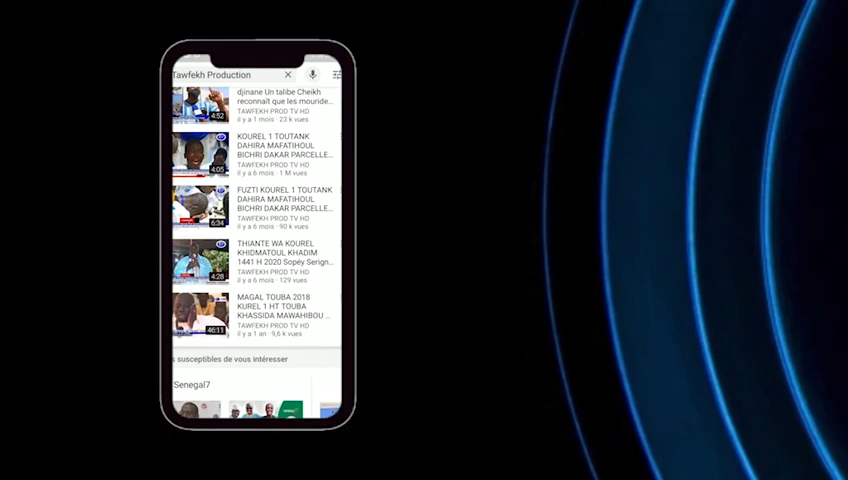 Tawfekh Production
djinane Un talibe Cheikh
reconnaît que les mouride...
TAWFEKH PROD TV HD
il y a 1 mois · 23 k vues
4:52
KOUREL 1 TOUTANK
DAHIRA MAFATIHOUL
BICHRI DAKAR PARCELLE...
TAWFEKH PROD TV HD
il y a 6 mois · 1 M vues
4:05
FUZTI KOUREL 1 TOUTANK
DAHIRA MAFATIHOUL
BICHRI DAKAR PARCELLE...
TAWFEKH PROD TV HD
il y a 6 mois · 90 k vues
6:34
THIANTE WA KOUREL
KHIDMATOUL KHADIM
1441 H 2020 Sopéy Serign...
TAWFEKH PROD TV HD
il y a 6 mois · 129 vues
4:28
MAGAL TOUBA 2018
KUREL 1 HT TOUBA
KHASSIDA MAWAHIBOU ...
TAWFEKH PROD TV HD
il y a 1 an · 9,6 k vues
46:11
s susceptibles de vous intéresser
Senegal7